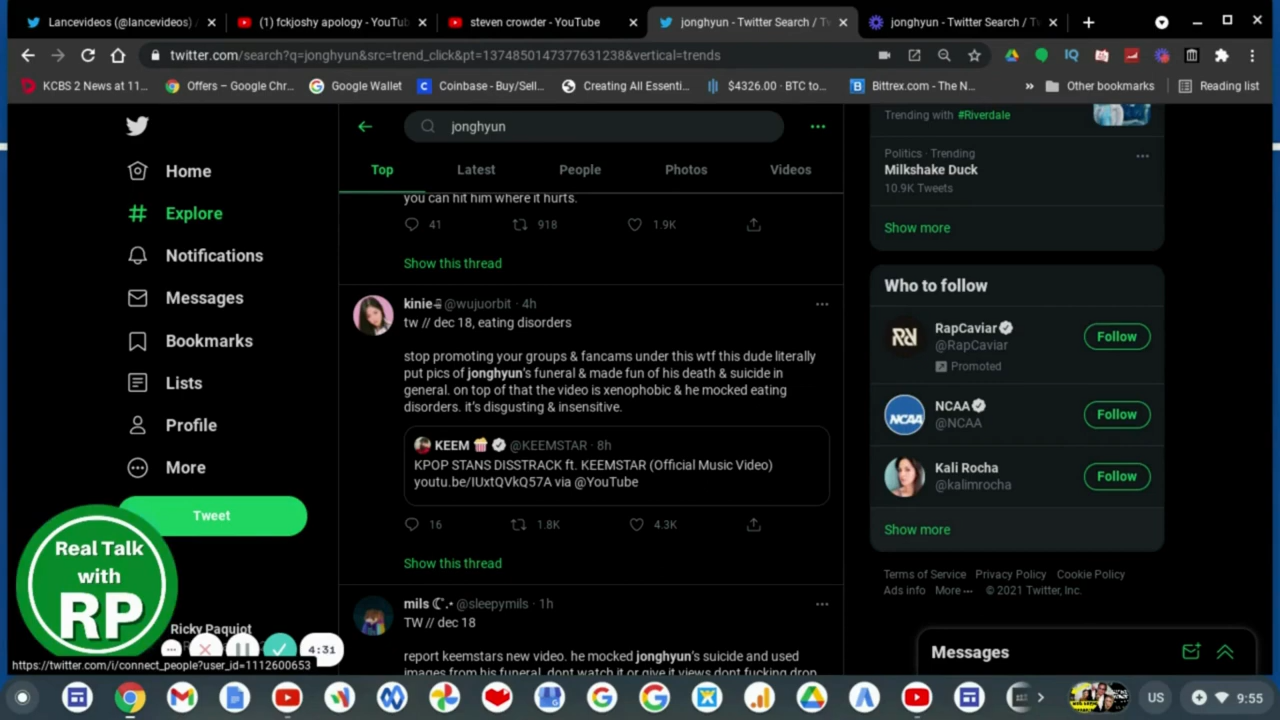 Lancevideos (@lancevideos) /
(1) fckjoshy apology - YouTub
steven crowder - YouTube
jonghyun - Twitter Search / Tw
jonghyun - Twitter Search / T
twitter.com/search?q=jonghyun&src=trend_click&pt=1374850147377631238&vertical=trends
KCBS 2 News at 11...
Offers – Google Chr...
Google Wallet
Coinbase - Buy/Sell...
Creating All Essenti...
$4326.00 · BTC to...
Bittrex.com - The N...
»
Other bookmarks
Reading list
jonghyun
Top
Latest
People
Photos
Videos
Home
Explore
Notifications
Messages
Bookmarks
Lists
Profile
More
Tweet
you can hit him where it hurts.
41
918
1.9K
Show this thread
kinie @wujuorbit · 4h
tw // dec 18, eating disorders
stop promoting your groups & fancams under this wtf this dude literally
put pics of jonghyun's funeral & made fun of his death & suicide in
general. on top of that the video is xenophobic & he mocked eating
disorders. it's disgusting & insensitive.
KEEM @KEEMSTAR · 8h
KPOP STANS DISSTRACK ft. KEEMSTAR (Official Music Video)
youtu.be/IUxtQVkQ57A via @YouTube
16
1.8K
4.3K
Show this thread
mils @sleepymils · 1h
TW // dec 18
report keemstars new video. he mocked jonghyun's suicide and used
images from his funeral. dont watch it or give it views dont fucking drop
Trending with #Riverdale
Politics · Trending
Milkshake Duck
10.9K Tweets
Show more
Who to follow
RapCaviar
@RapCaviar
Promoted
Follow
NCAA
@NCAA
Follow
Kali Rocha
@kalimrocha
Follow
Show more
Terms of Service Privacy Policy Cookie Policy
Ads info More © 2021 Twitter, Inc.
Messages
Real Talk
with
RP
Ricky Paquiot
4:31
https://twitter.com/i/connect_people?user_id=1112600653
US
9:55